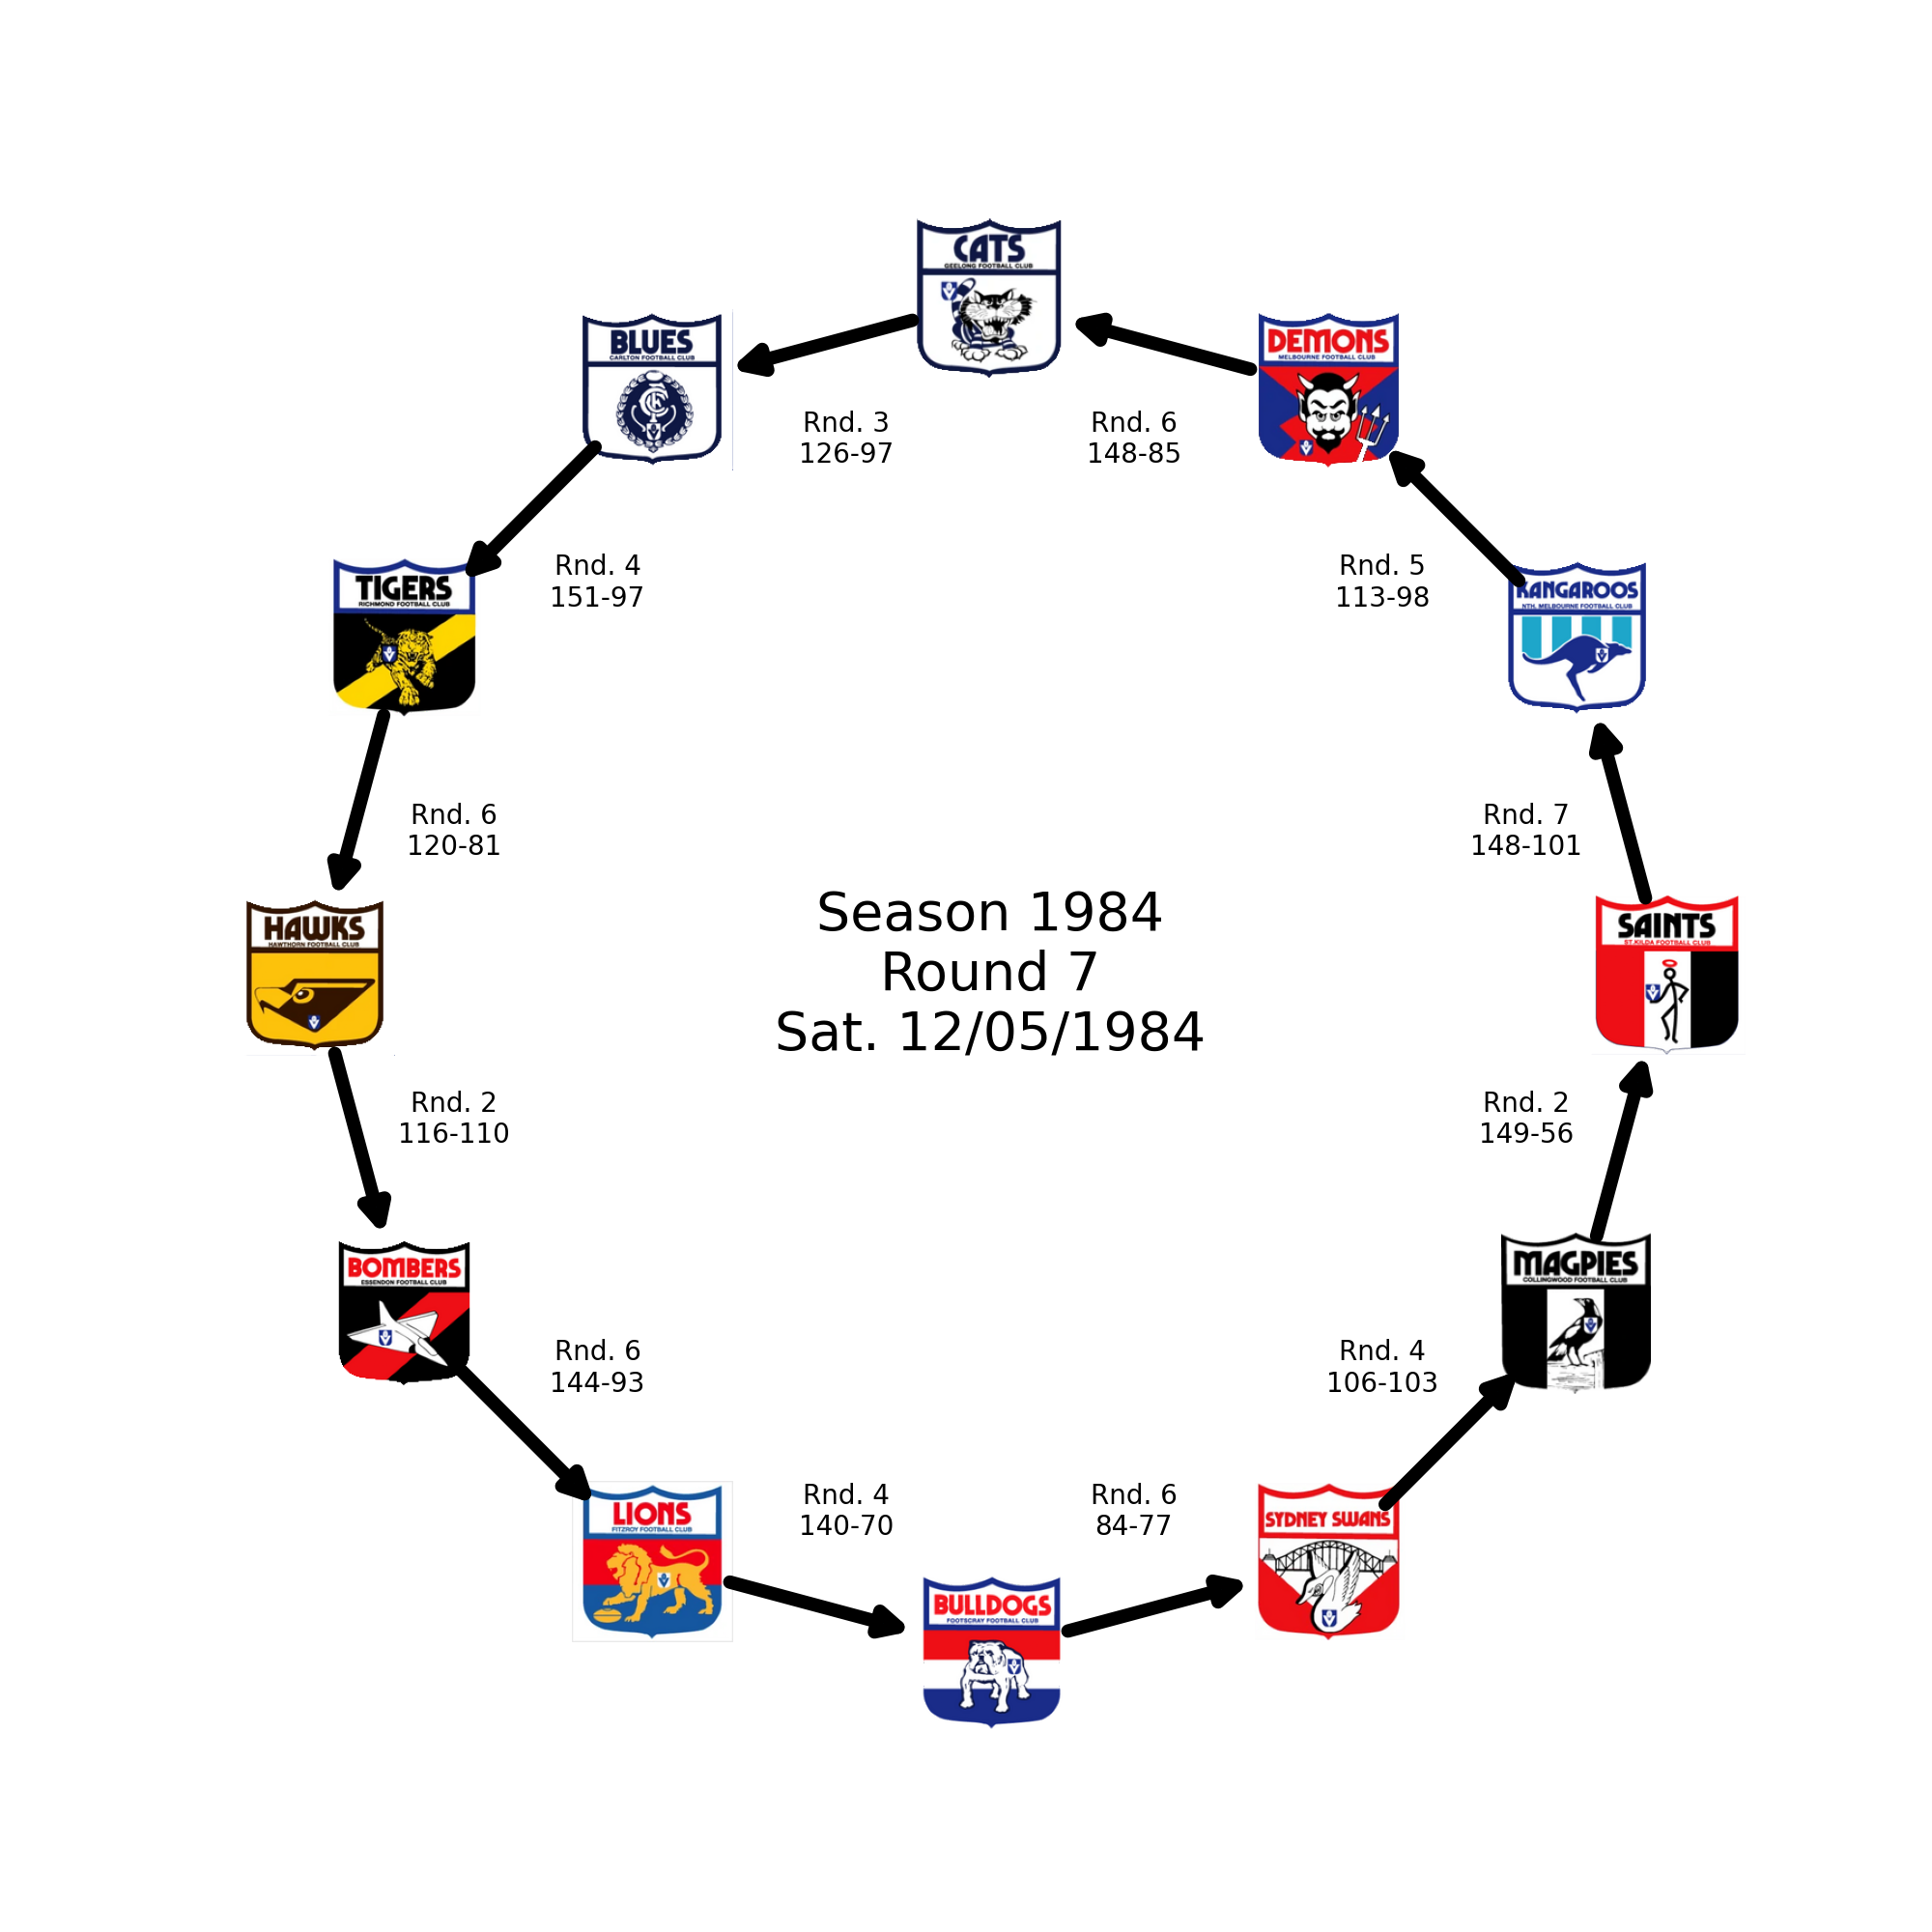 CATS
GEELONG FOOTBALL CLUB
BLUES
CARLTON FOOTBALL CLUB
DEMONS
MELBOURNE FOOTBALL CLUB
Rnd. 3
126-97
Rnd. 6
148-85
TIGERS
RICHMOND FOOTBALL CLUB
Rnd. 4
151-97
Rnd. 5
113-98
KANGAROOS
NTH. MELBOURNE FOOTBALL CLUB
Rnd. 6
120-81
Rnd. 7
148-101
HAWKS
HAWTHORN FOOTBALL CLUB
Season 1984
Round 7
Sat. 12/05/1984
SAINTS
ST.KILDA FOOTBALL CLUB
Rnd. 2
116-110
Rnd. 2
149-56
BOMBERS
ESSENDON FOOTBALL CLUB
MAGPIES
COLLINGWOOD FOOTBALL CLUB
Rnd. 6
144-93
Rnd. 4
106-103
LIONS
FITZROY FOOTBALL CLUB
Rnd. 4
140-70
Rnd. 6
84-77
SYDNEY SWANS
BULLDOGS
FOOTSCRAY FOOTBALL CLUB